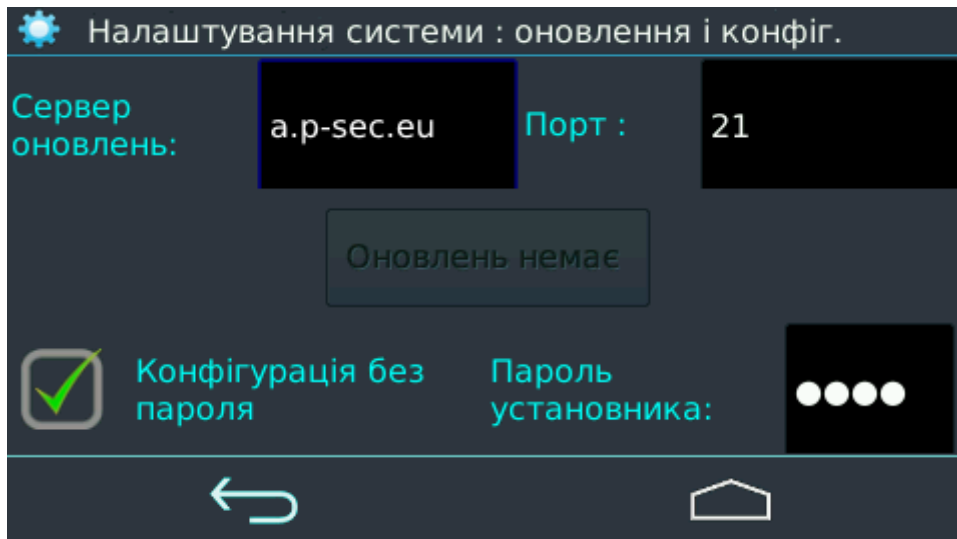 Налаштування системи : оновлення і конфіг.
Сервер оновлень:
a.p-sec.eu
Порт :
21
Оновлень немає
Конфігурація без пароля
Пароль установника:
●●●●